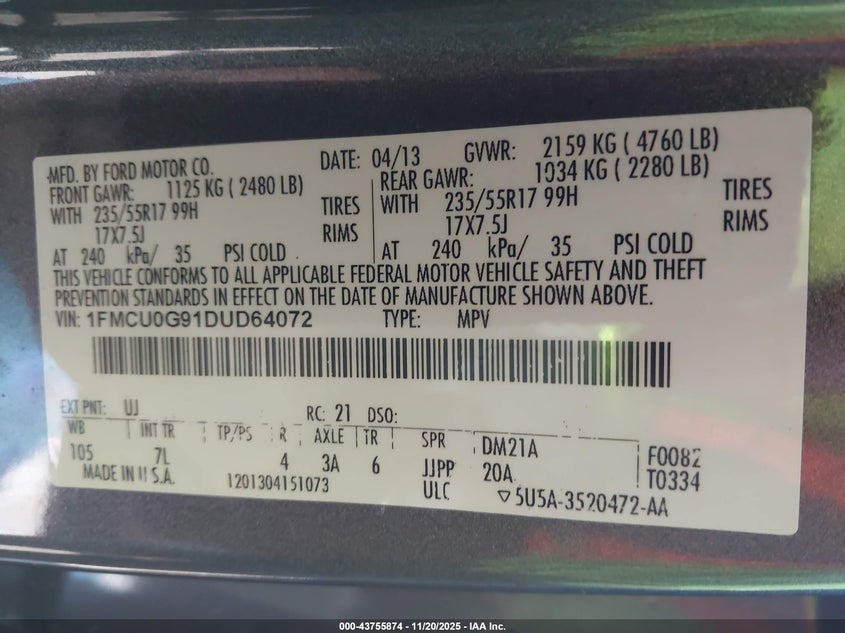 MFD. BY FORD MOTOR CO. DATE: 04/13 GVWR: 2159 KG ( 4760 LB)
FRONT GAWR: 1125 KG ( 2480 LB) REAR GAWR: 1034 KG ( 2280 LB)
WITH 235/55R17 99H TIRES WITH 235/55R17 99H TIRES
17X7.5J RIMS 17X7.5J RIMS
AT 240 kPa/ 35 PSI COLD AT 240 kPa/ 35 PSI COLD
THIS VEHICLE CONFORMS TO ALL APPLICABLE FEDERAL MOTOR VEHICLE SAFETY AND THEFT
PREVENTION STANDARDS IN EFFECT ON THE DATE OF MANUFACTURE SHOWN ABOVE.
VIN: 1FMCU0G91DUD64072 TYPE: MPV
EXT PNT: UJ RC: 21 DSO:
WB INT TR TP/PS R AXLE TR SPR DM21A F0082
105 7L 4 3A 6 JJPP 20A T0334
MADE IN U.S.A. 1201304151073 ULC ▽5U5A-3520472-AA
000-43755874 - 11/20/2025 - IAA Inc.